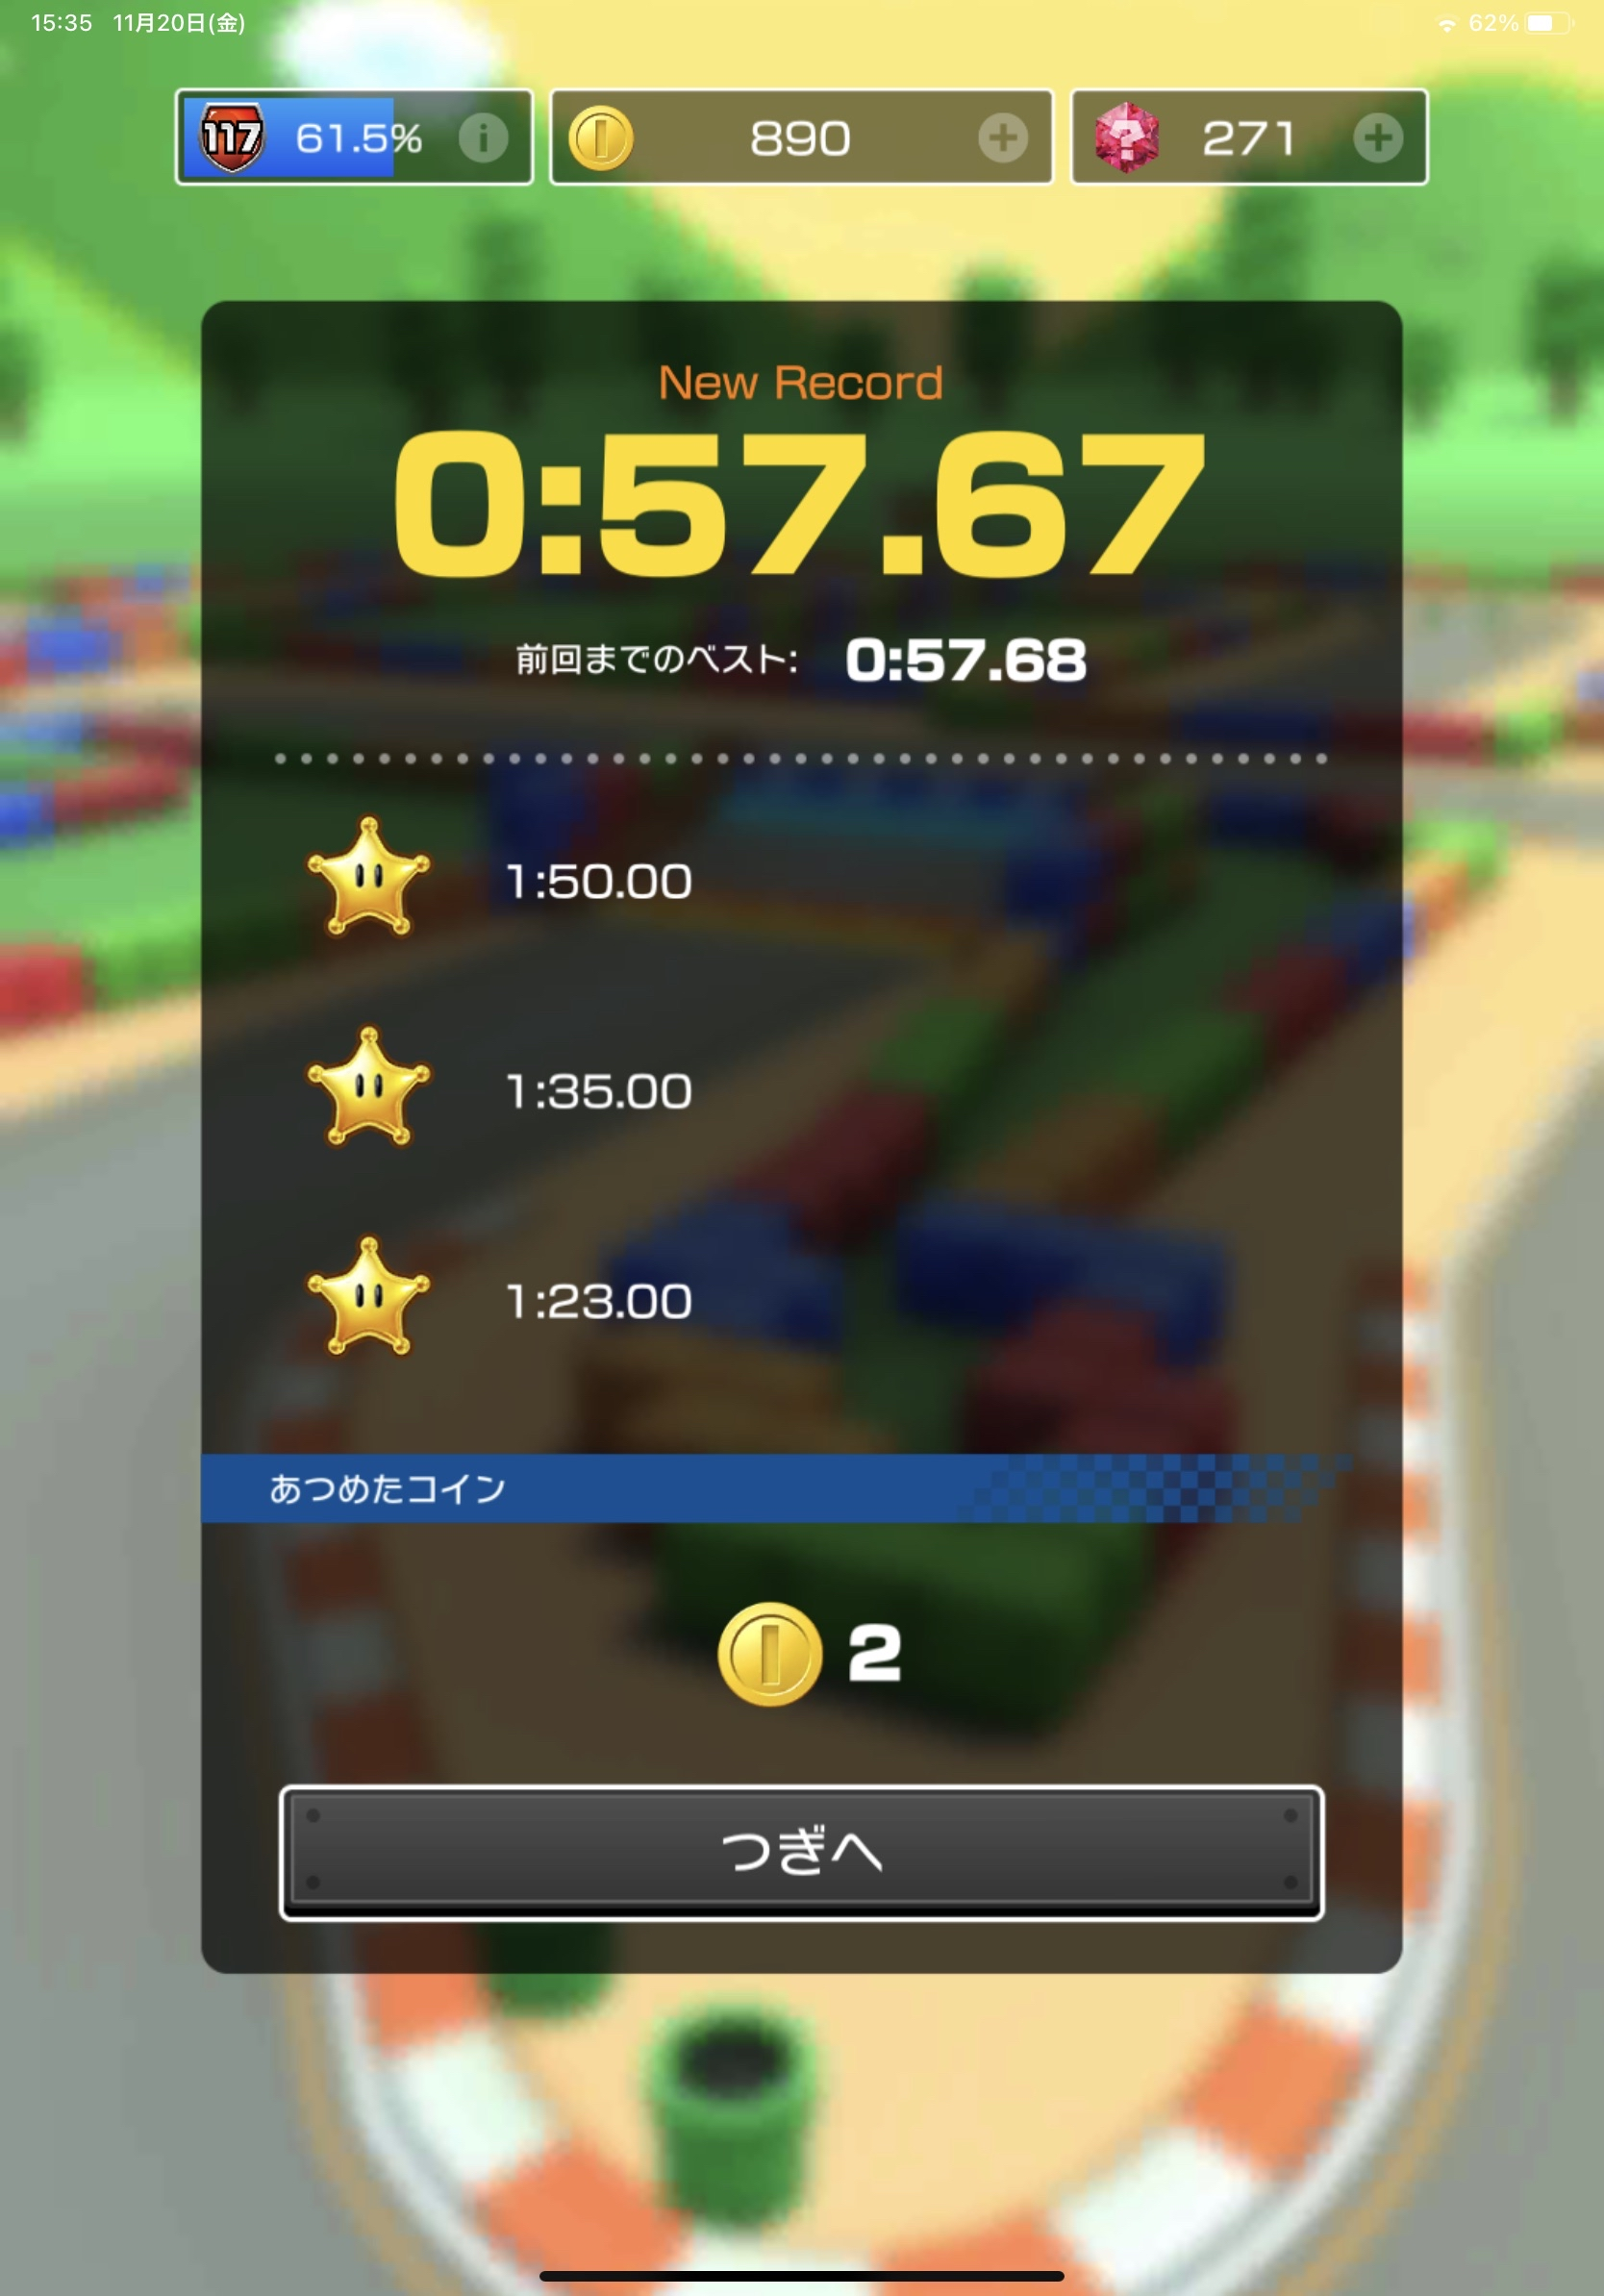 15:35 11月20日(金) 62%
117 61.5% i 890 + ? 271 +
New Record
0:57.67
前回までのベスト: 0:57.68
1:50.00
1:35.00
1:23.00
あつめたコイン
2
つぎへ